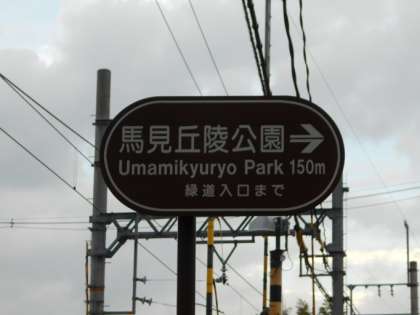 馬見丘陵公園 →
Umamikyuryo Park 150m
緑道入口まで